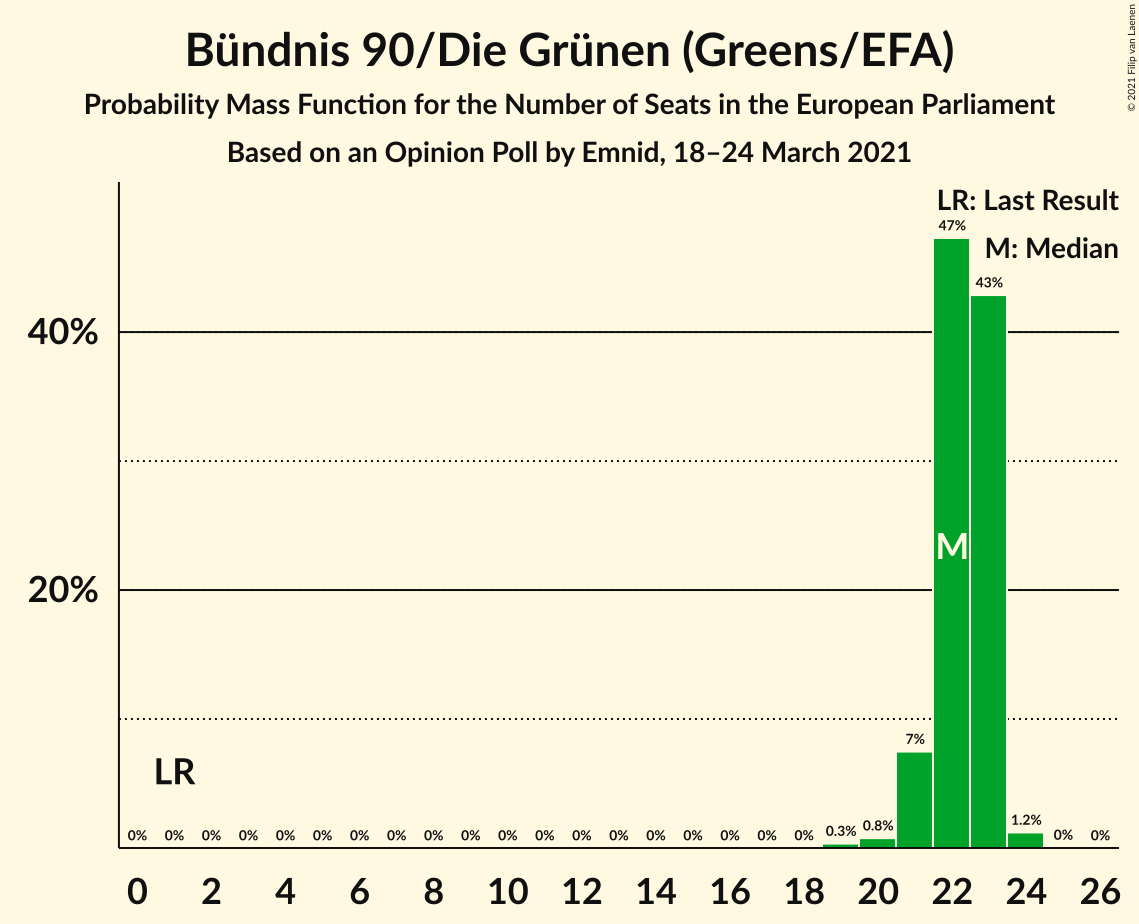 Bündnis 90/Die Grünen (Greens/EFA)
Probability Mass Function for the Number of Seats in the European Parliament
Based on an Opinion Poll by Emnid, 18–24 March 2021
© 2021 Filip van Laenen
LR: Last Result
M: Median
47%
43%
40%
M
20%
7%
LR
0% 0% 0% 0% 0% 0% 0% 0% 0% 0% 0% 0% 0% 0% 0% 0% 0% 0% 0% 0.3% 0.8% 1.2% 0% 0%
0 2 4 6 8 10 12 14 16 18 20 22 24 26